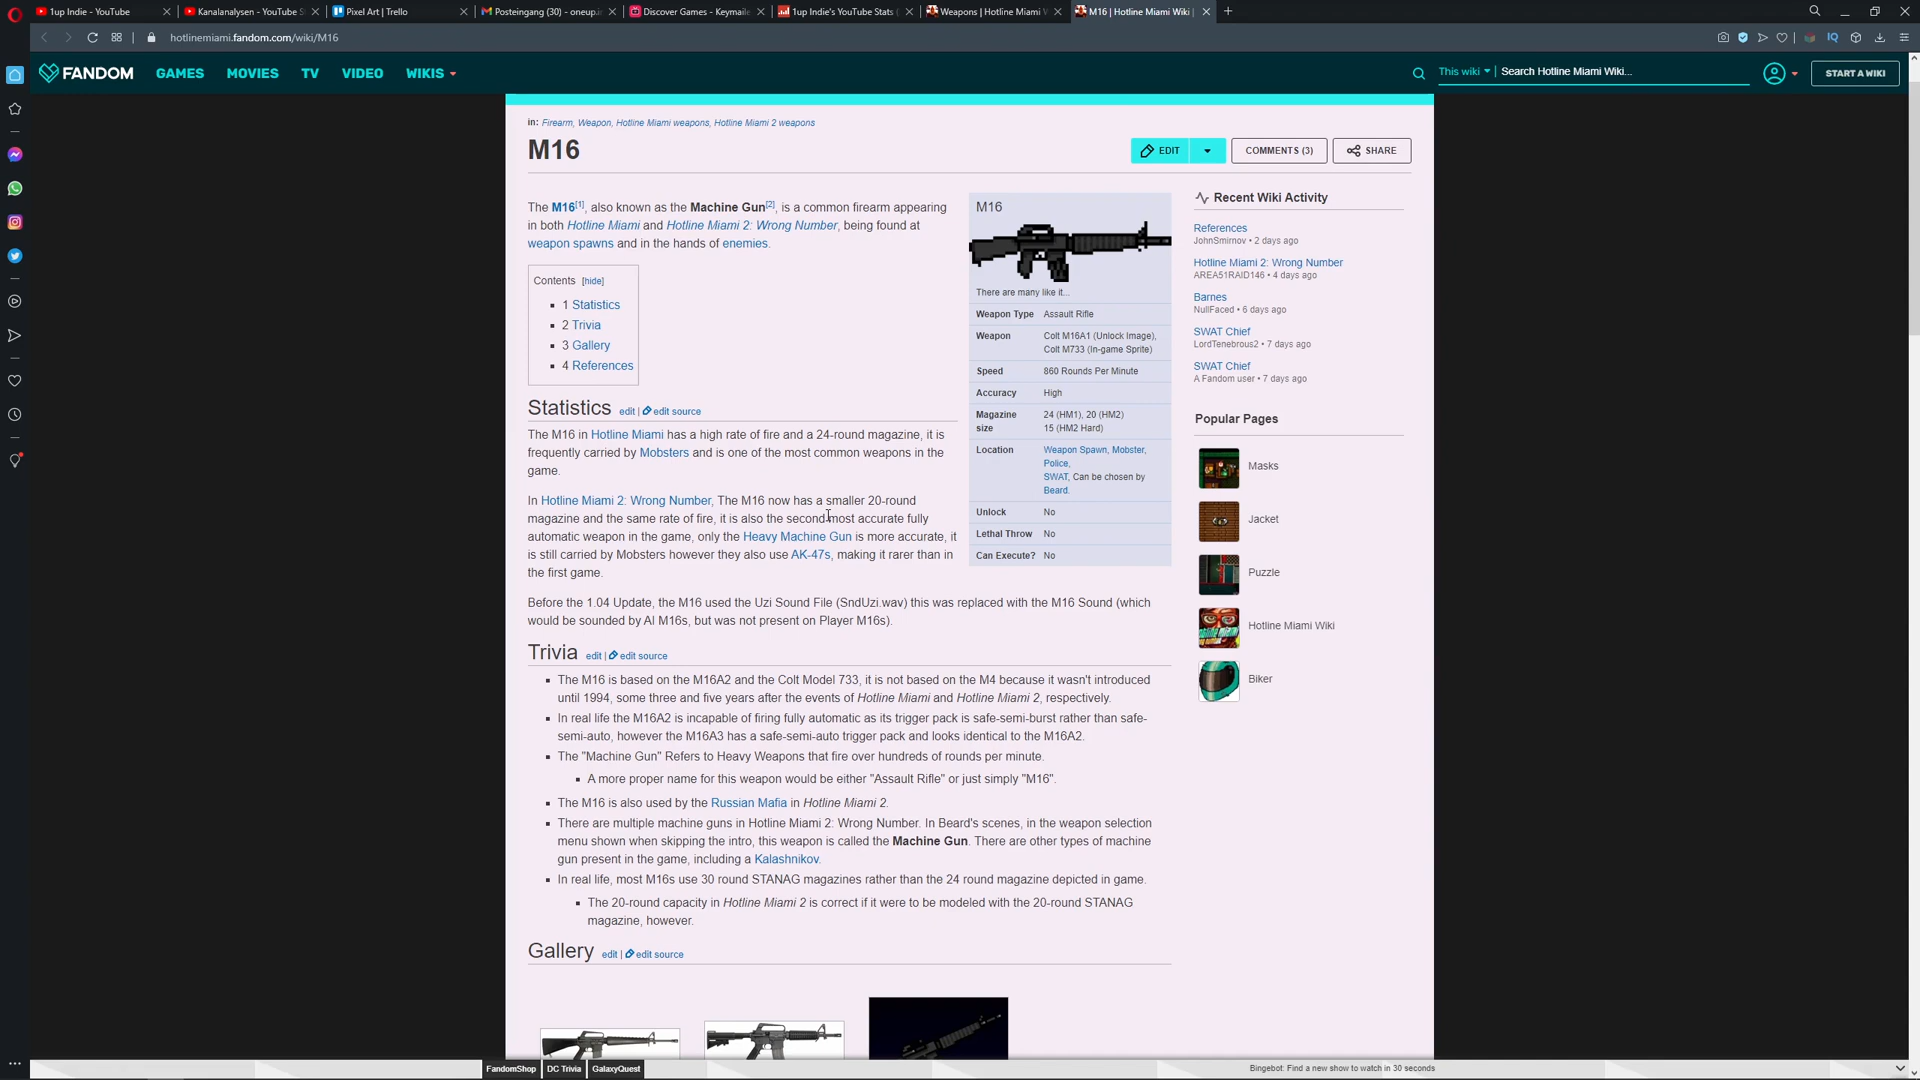 1up Indie - YouTube
Kanalanalysen - YouTube S
Pixel Art | Trello
Posteingang (30) - oneup.i
Discover Games - Keymaile
1up Indie's YouTube Stats (
Weapons | Hotline Miami W
M16 | Hotline Miami Wiki |
hotlinemiami.fandom.com/wiki/M16
FANDOM
GAMES
MOVIES
TV
VIDEO
WIKIS
This wiki
Search Hotline Miami Wiki...
START A WIKI
in: Firearm, Weapon, Hotline Miami weapons, Hotline Miami 2 weapons
M16
EDIT
COMMENTS (3)
SHARE
The M16[1], also known as the Machine Gun[2], is a common firearm appearing
in both Hotline Miami and Hotline Miami 2: Wrong Number, being found at
weapon spawns and in the hands of enemies.
Contents [hide]
1 Statistics
2 Trivia
3 Gallery
4 References
Statistics edit | edit source
The M16 in Hotline Miami has a high rate of fire and a 24-round magazine, it is
frequently carried by Mobsters and is one of the most common weapons in the
game.
In Hotline Miami 2: Wrong Number, The M16 now has a smaller 20-round
magazine and the same rate of fire, it is also the second most accurate fully
automatic weapon in the game, only the Heavy Machine Gun is more accurate, it
is still carried by Mobsters however they also use AK-47s, making it rarer than in
the first game.
Before the 1.04 Update, the M16 used the Uzi Sound File (SndUzi.wav) this was replaced with the M16 Sound (which
would be sounded by AI M16s, but was not present on Player M16s).
Trivia edit | edit source
The M16 is based on the M16A2 and the Colt Model 733, it is not based on the M4 because it wasn't introduced
until 1994, some three and five years after the events of Hotline Miami and Hotline Miami 2, respectively.
In real life the M16A2 is incapable of firing fully automatic as its trigger pack is safe-semi-burst rather than safe-
semi-auto, however the M16A3 has a safe-semi-auto trigger pack and looks identical to the M16A2.
The "Machine Gun" Refers to Heavy Weapons that fire over hundreds of rounds per minute.
A more proper name for this weapon would be either "Assault Rifle" or just simply "M16".
The M16 is also used by the Russian Mafia in Hotline Miami 2.
There are multiple machine guns in Hotline Miami 2: Wrong Number. In Beard's scenes, in the weapon selection
menu shown when skipping the intro, this weapon is called the Machine Gun. There are other types of machine
gun present in the game, including a Kalashnikov.
In real life, most M16s use 30 round STANAG magazines rather than the 24 round magazine depicted in game.
The 20-round capacity in Hotline Miami 2 is correct if it were to be modeled with the 20-round STANAG
magazine, however.
Gallery edit | edit source
M16
There are many like it...
Weapon Type Assault Rifle
Weapon Colt M16A1 (Unlock Image),
Colt M733 (In-game Sprite)
Speed 860 Rounds Per Minute
Accuracy High
Magazine 24 (HM1), 20 (HM2)
size 15 (HM2 Hard)
Location Weapon Spawn, Mobster,
Police,
SWAT, Can be chosen by
Beard.
Unlock No
Lethal Throw No
Can Execute? No
Recent Wiki Activity
References
JohnSmirnov • 2 days ago
Hotline Miami 2: Wrong Number
AREA51RAID146 • 4 days ago
Barnes
NullFaced • 6 days ago
SWAT Chief
LordTenebrous2 • 7 days ago
SWAT Chief
A Fandom user • 7 days ago
Popular Pages
Masks
Jacket
Puzzle
Hotline Miami Wiki
Biker
FandomShop
DC Trivia
GalaxyQuest
Bingebot: Find a new show to watch in 30 seconds